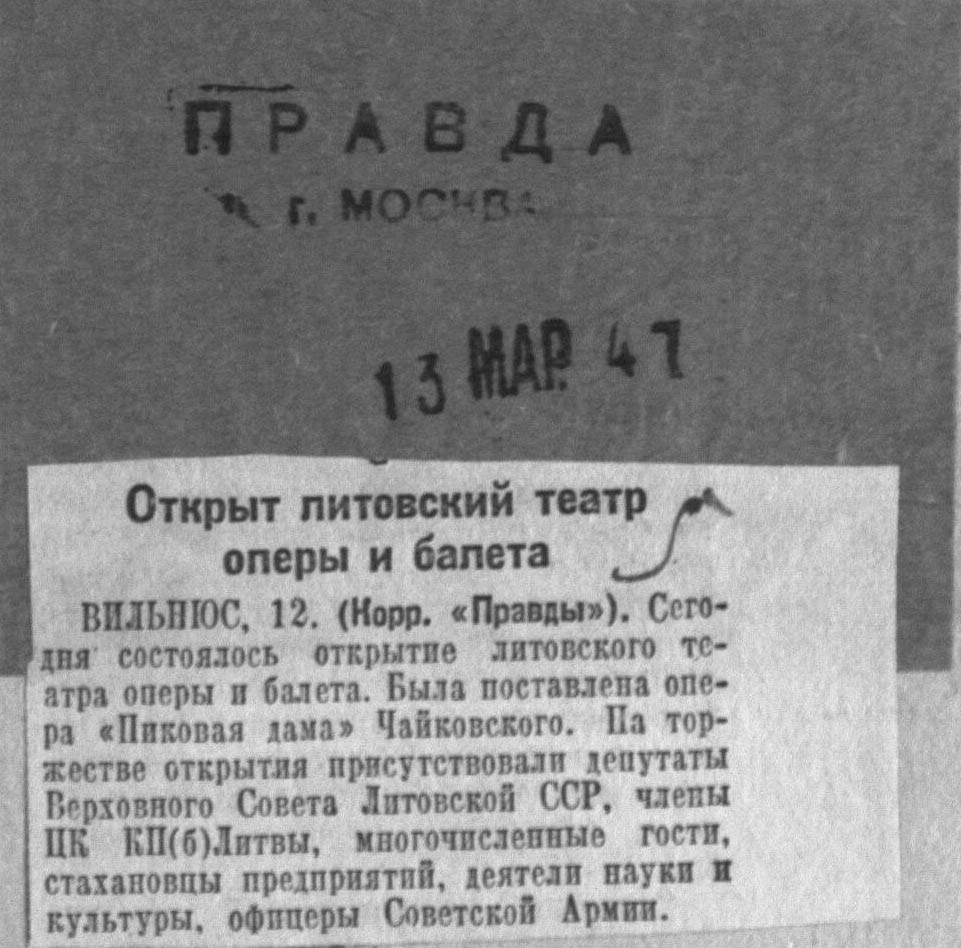 ПРАВДА
г. МОСКВА
13 МАР. 47
Открыт литовский театр
оперы и балета
ВИЛЬНЮС, 12. (Корр. «Правды»). Сего-
дня состоялось открытие литовского те-
атра оперы и балета. Была поставлена опе-
ра «Пиковая дама» Чайковского. На тор-
жестве открытия присутствовали депутаты
Верховного Совета Литовской ССР, члены
ЦК КП(б)Литвы, многочисленные гости,
стахановцы предприятий, деятели науки и
культуры, офицеры Советской Армии.